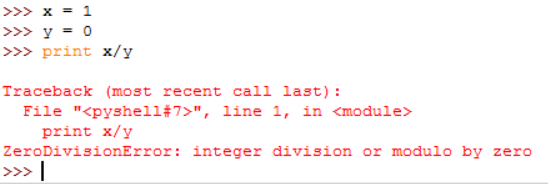 >>> x = 1
>>> y = 0
>>> print x/y
Traceback (most recent call last):
  File "<pyshell#7>", line 1, in <module>
    print x/y
ZeroDivisionError: integer division or modulo by zero
>>>